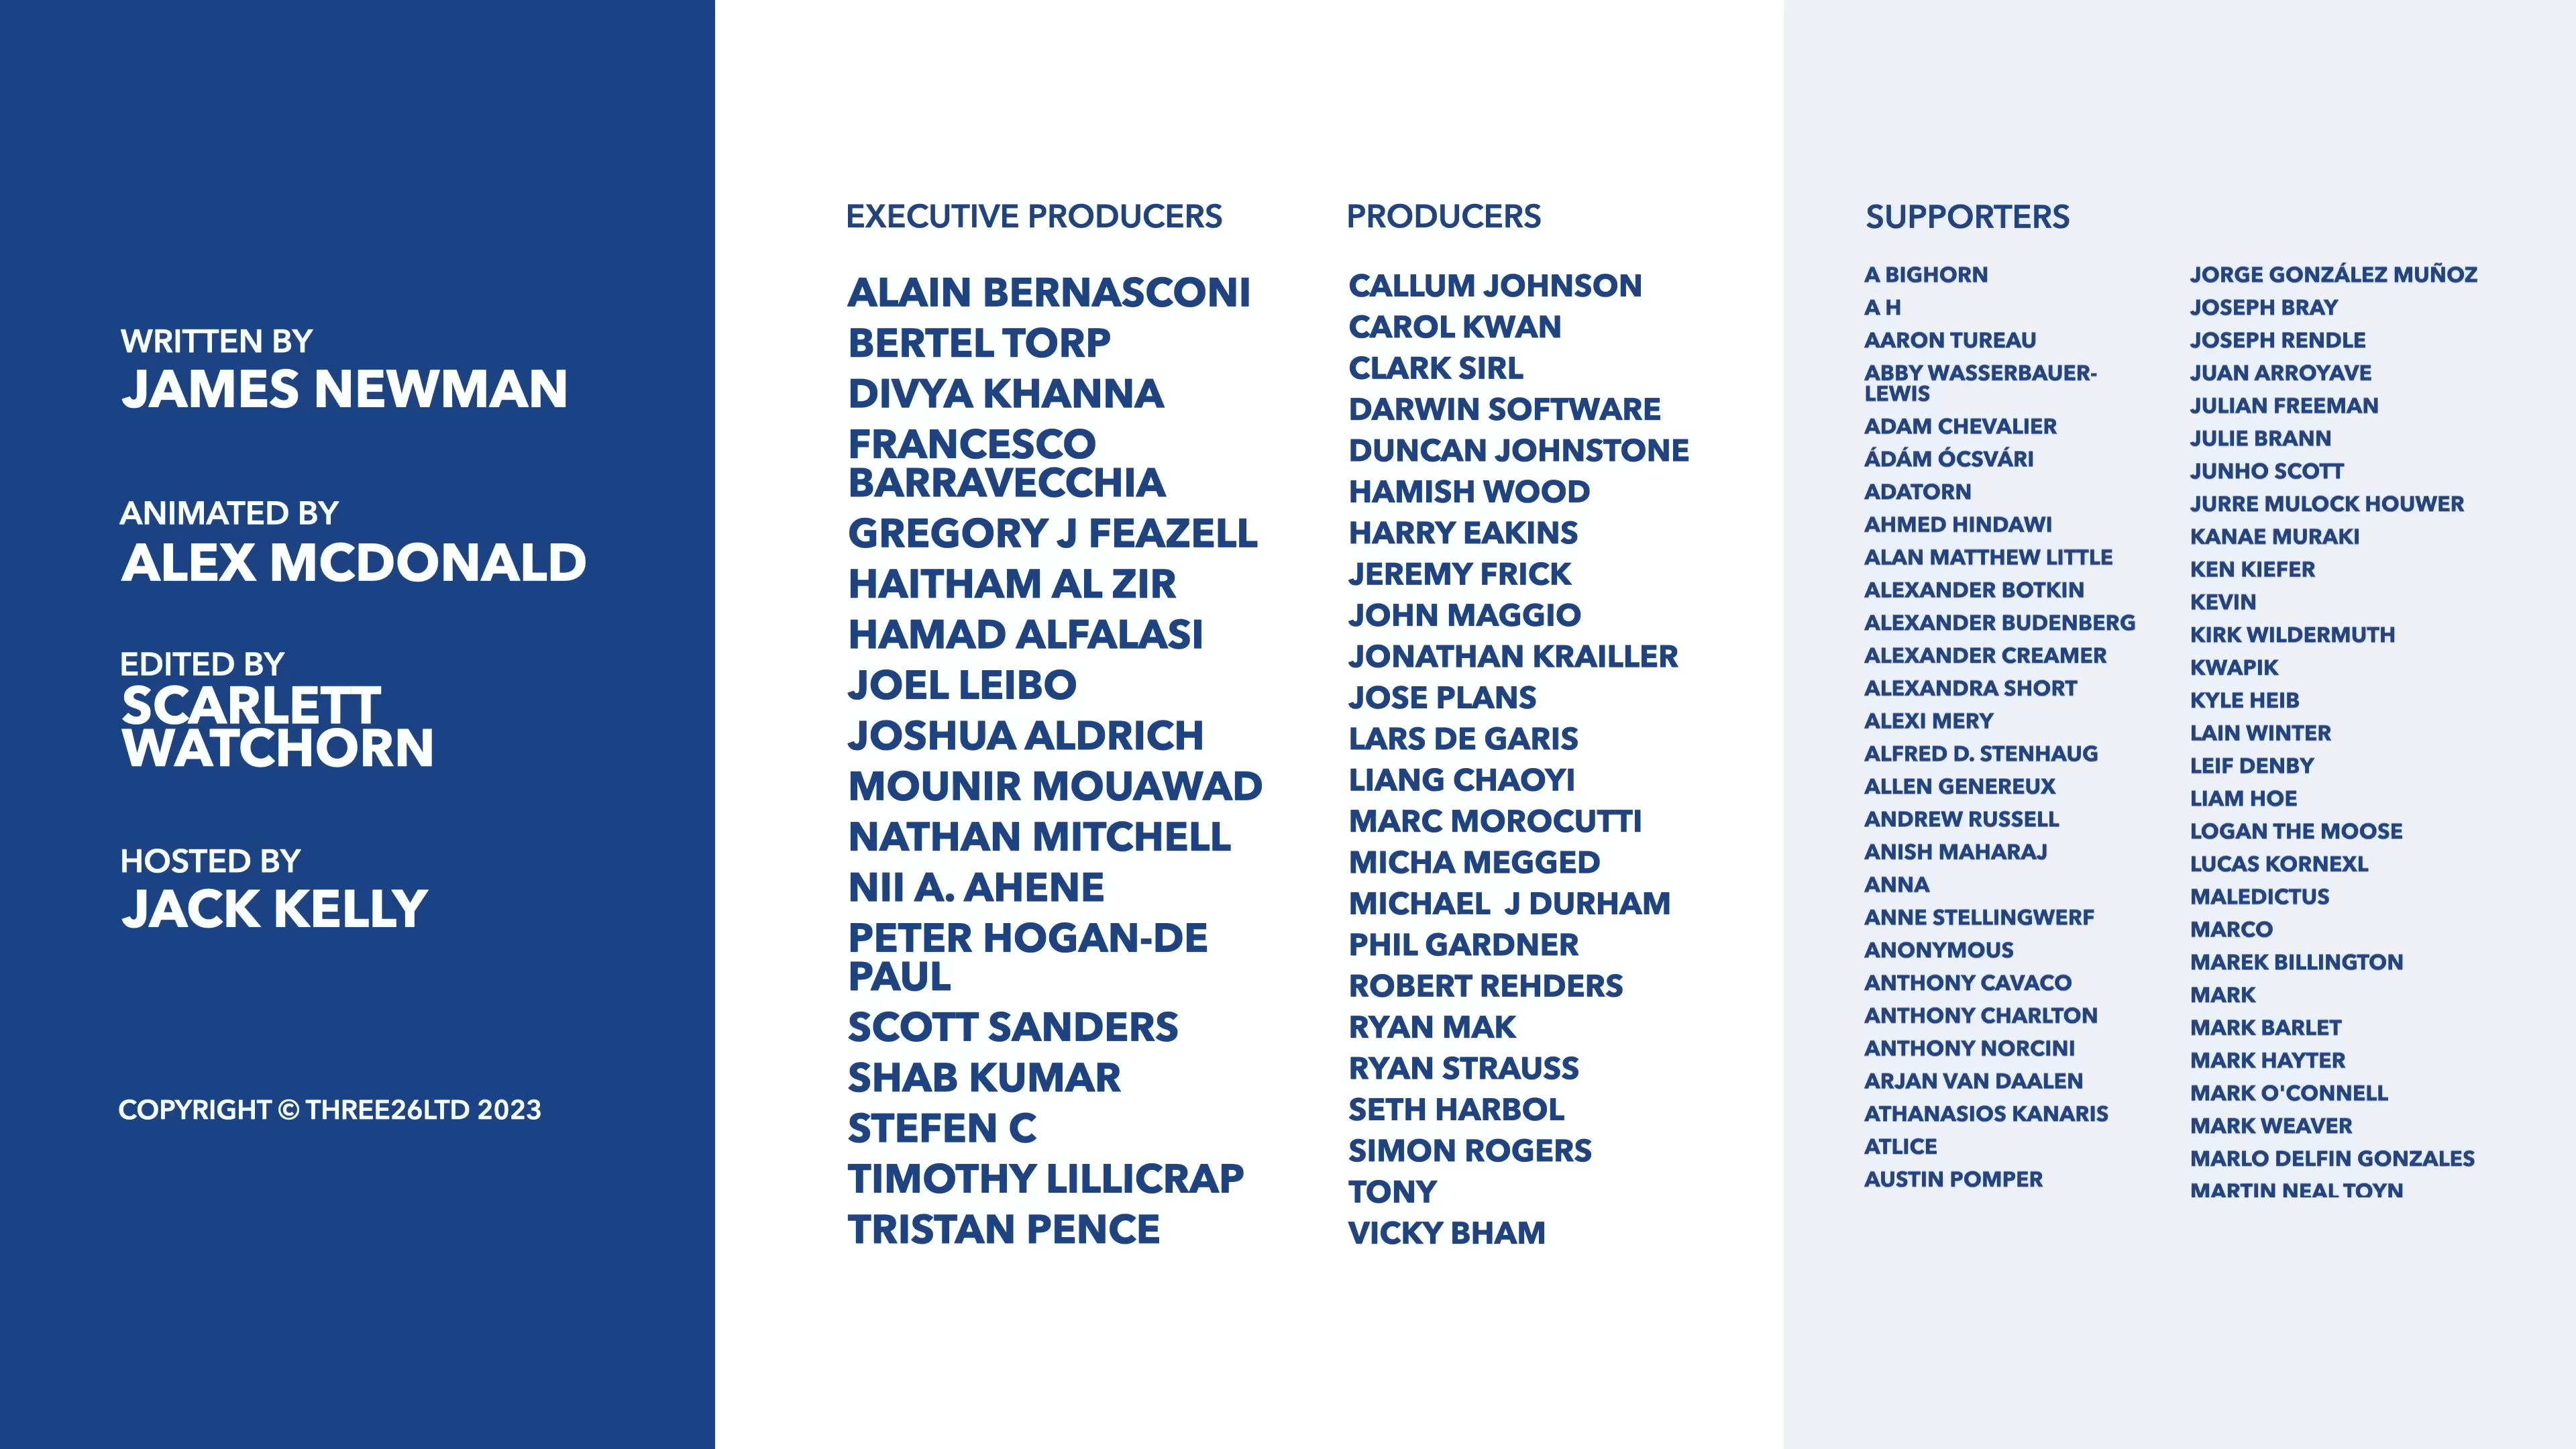 WRITTEN BY
JAMES NEWMAN
ANIMATED BY
ALEX MCDONALD
EDITED BY
SCARLETT
WATCHORN
HOSTED BY
JACK KELLY
COPYRIGHT © THREE26LTD 2023
EXECUTIVE PRODUCERS
ALAIN BERNASCONI
BERTEL TORP
DIVYA KHANNA
FRANCESCO
BARRAVECCHIA
GREGORY J FEAZELL
HAITHAM AL ZIR
HAMAD ALFALASI
JOEL LEIBO
JOSHUA ALDRICH
MOUNIR MOUAWAD
NATHAN MITCHELL
NII A. AHENE
PETER HOGAN-DE
PAUL
SCOTT SANDERS
SHAB KUMAR
STEFEN C
TIMOTHY LILLICRAP
TRISTAN PENCE
PRODUCERS
CALLUM JOHNSON
CAROL KWAN
CLARK SIRL
DARWIN SOFTWARE
DUNCAN JOHNSTONE
HAMISH WOOD
HARRY EAKINS
JEREMY FRICK
JOHN MAGGIO
JONATHAN KRAILLER
JOSE PLANS
LARS DE GARIS
LIANG CHAOYI
MARC MOROCUTTI
MICHA MEGGED
MICHAEL  J DURHAM
PHIL GARDNER
ROBERT REHDERS
RYAN MAK
RYAN STRAUSS
SETH HARBOL
SIMON ROGERS
TONY
VICKY BHAM
SUPPORTERS
A BIGHORN
A H
AARON TUREAU
ABBY WASSERBAUER-
LEWIS
ADAM CHEVALIER
ÁDÁM ÓCSVÁRI
ADATORN
AHMED HINDAWI
ALAN MATTHEW LITTLE
ALEXANDER BOTKIN
ALEXANDER BUDENBERG
ALEXANDER CREAMER
ALEXANDRA SHORT
ALEXI MERY
ALFRED D. STENHAUG
ALLEN GENEREUX
ANDREW RUSSELL
ANISH MAHARAJ
ANNA
ANNE STELLINGWERF
ANONYMOUS
ANTHONY CAVACO
ANTHONY CHARLTON
ANTHONY NORCINI
ARJAN VAN DAALEN
ATHANASIOS KANARIS
ATLICE
AUSTIN POMPER
JORGE GONZÁLEZ MUÑOZ
JOSEPH BRAY
JOSEPH RENDLE
JUAN ARROYAVE
JULIAN FREEMAN
JULIE BRANN
JUNHO SCOTT
JURRE MULOCK HOUWER
KANAE MURAKI
KEN KIEFER
KEVIN
KIRK WILDERMUTH
KWAPIK
KYLE HEIB
LAIN WINTER
LEIF DENBY
LIAM HOE
LOGAN THE MOOSE
LUCAS KORNEXL
MALEDICTUS
MARCO
MAREK BILLINGTON
MARK
MARK BARLET
MARK HAYTER
MARK O'CONNELL
MARK WEAVER
MARLO DELFIN GONZALES
MARTIN NEAL TOYN